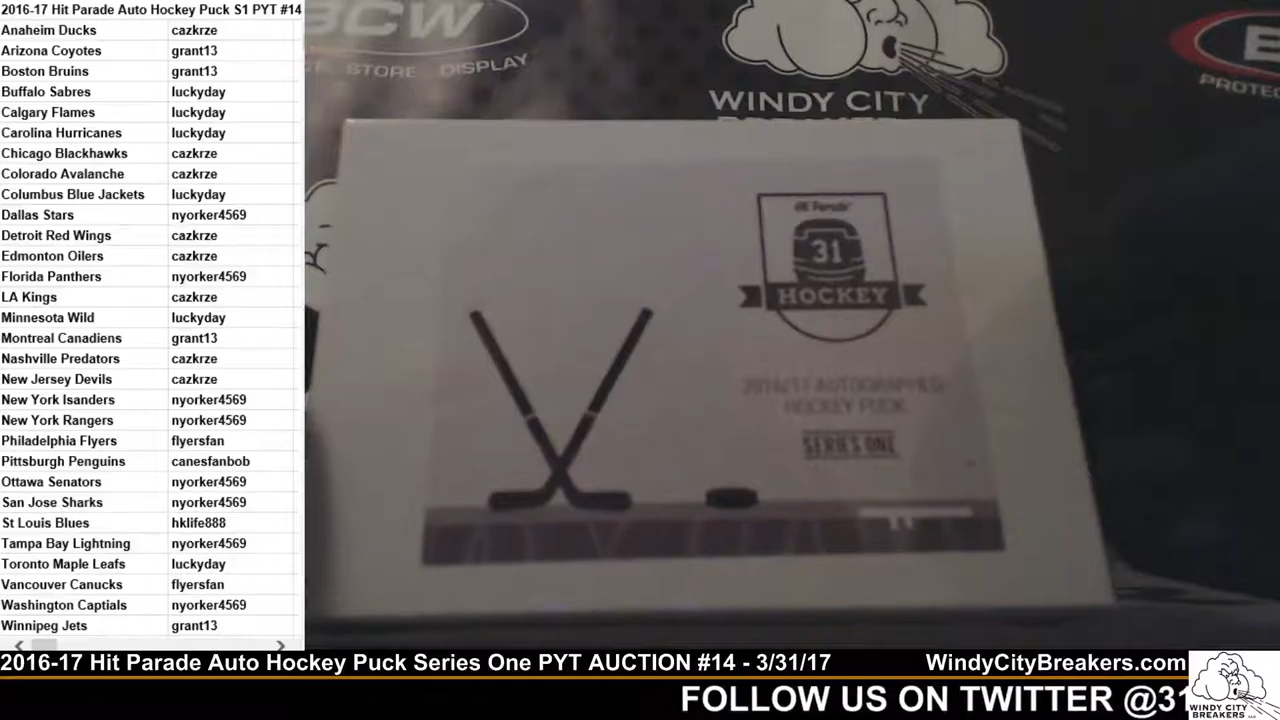 2016-17 Hit Parade Auto Hockey Puck S1 PYT #14
Anaheim Ducks cazkrze
Arizona Coyotes grant13
Boston Bruins grant13
Buffalo Sabres luckyday
Calgary Flames luckyday
Carolina Hurricanes luckyday
Chicago Blackhawks cazkrze
Colorado Avalanche cazkrze
Columbus Blue Jackets luckyday
Dallas Stars nyorker4569
Detroit Red Wings cazkrze
Edmonton Oilers cazkrze
Florida Panthers nyorker4569
LA Kings cazkrze
Minnesota Wild luckyday
Montreal Canadiens grant13
Nashville Predators cazkrze
New Jersey Devils cazkrze
New York Isanders nyorker4569
New York Rangers nyorker4569
Philadelphia Flyers flyersfan
Pittsburgh Penguins canesfanbob
Ottawa Senators nyorker4569
San Jose Sharks nyorker4569
St Louis Blues hklife888
Tampa Bay Lightning nyorker4569
Toronto Maple Leafs luckyday
Vancouver Canucks flyersfan
Washington Captials nyorker4569
Winnipeg Jets grant13
BCW
STORE DISPLAY
WINDY CITY
Hit Parade
31
HOCKEY
2016/17 AUTOGRAPHED
HOCKEY PUCK
SERIES ONE
2016-17 Hit Parade Auto Hockey Puck Series One PYT AUCTION #14 - 3/31/17
WindyCityBreakers.com
FOLLOW US ON TWITTER @31
WINDY CITY
BREAKERS